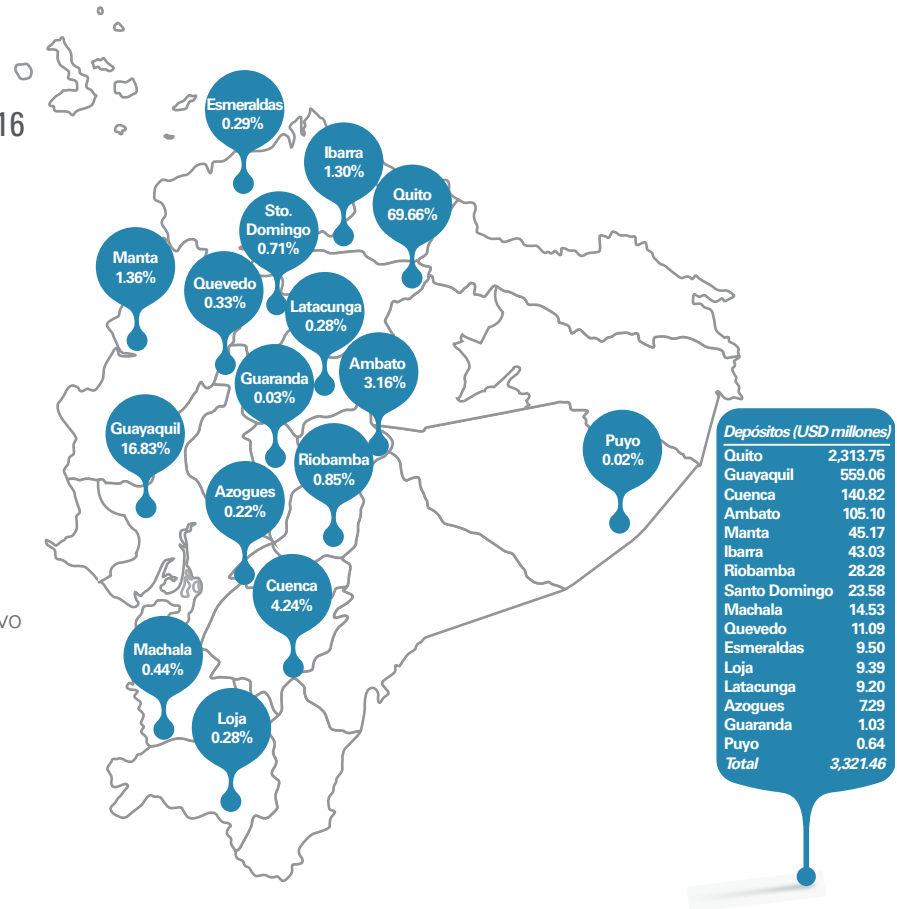 16
Esmeraldas
0.29%
Ibarra
1.30%
Quito
69.66%
Sto.
Domingo
0.71%
Manta
1.36%
Quevedo
0.33%
Latacunga
0.28%
Ambato
3.16%
Guaranda
0.03%
Guayaquil
16.83%
Riobamba
0.85%
Puyo
0.02%
Azogues
0.22%
Cuenca
4.24%
vo
Machala
0.44%
Loja
0.28%
Depósitos (USD millones)
Quito 2,313.75
Guayaquil 559.06
Cuenca 140.82
Ambato 105.10
Manta 45.17
Ibarra 43.03
Riobamba 28.28
Santo Domingo 23.58
Machala 14.53
Quevedo 11.09
Esmeraldas 9.50
Loja 9.39
Latacunga 9.20
Azogues 7.29
Guaranda 1.03
Puyo 0.64
Total 3,321.46